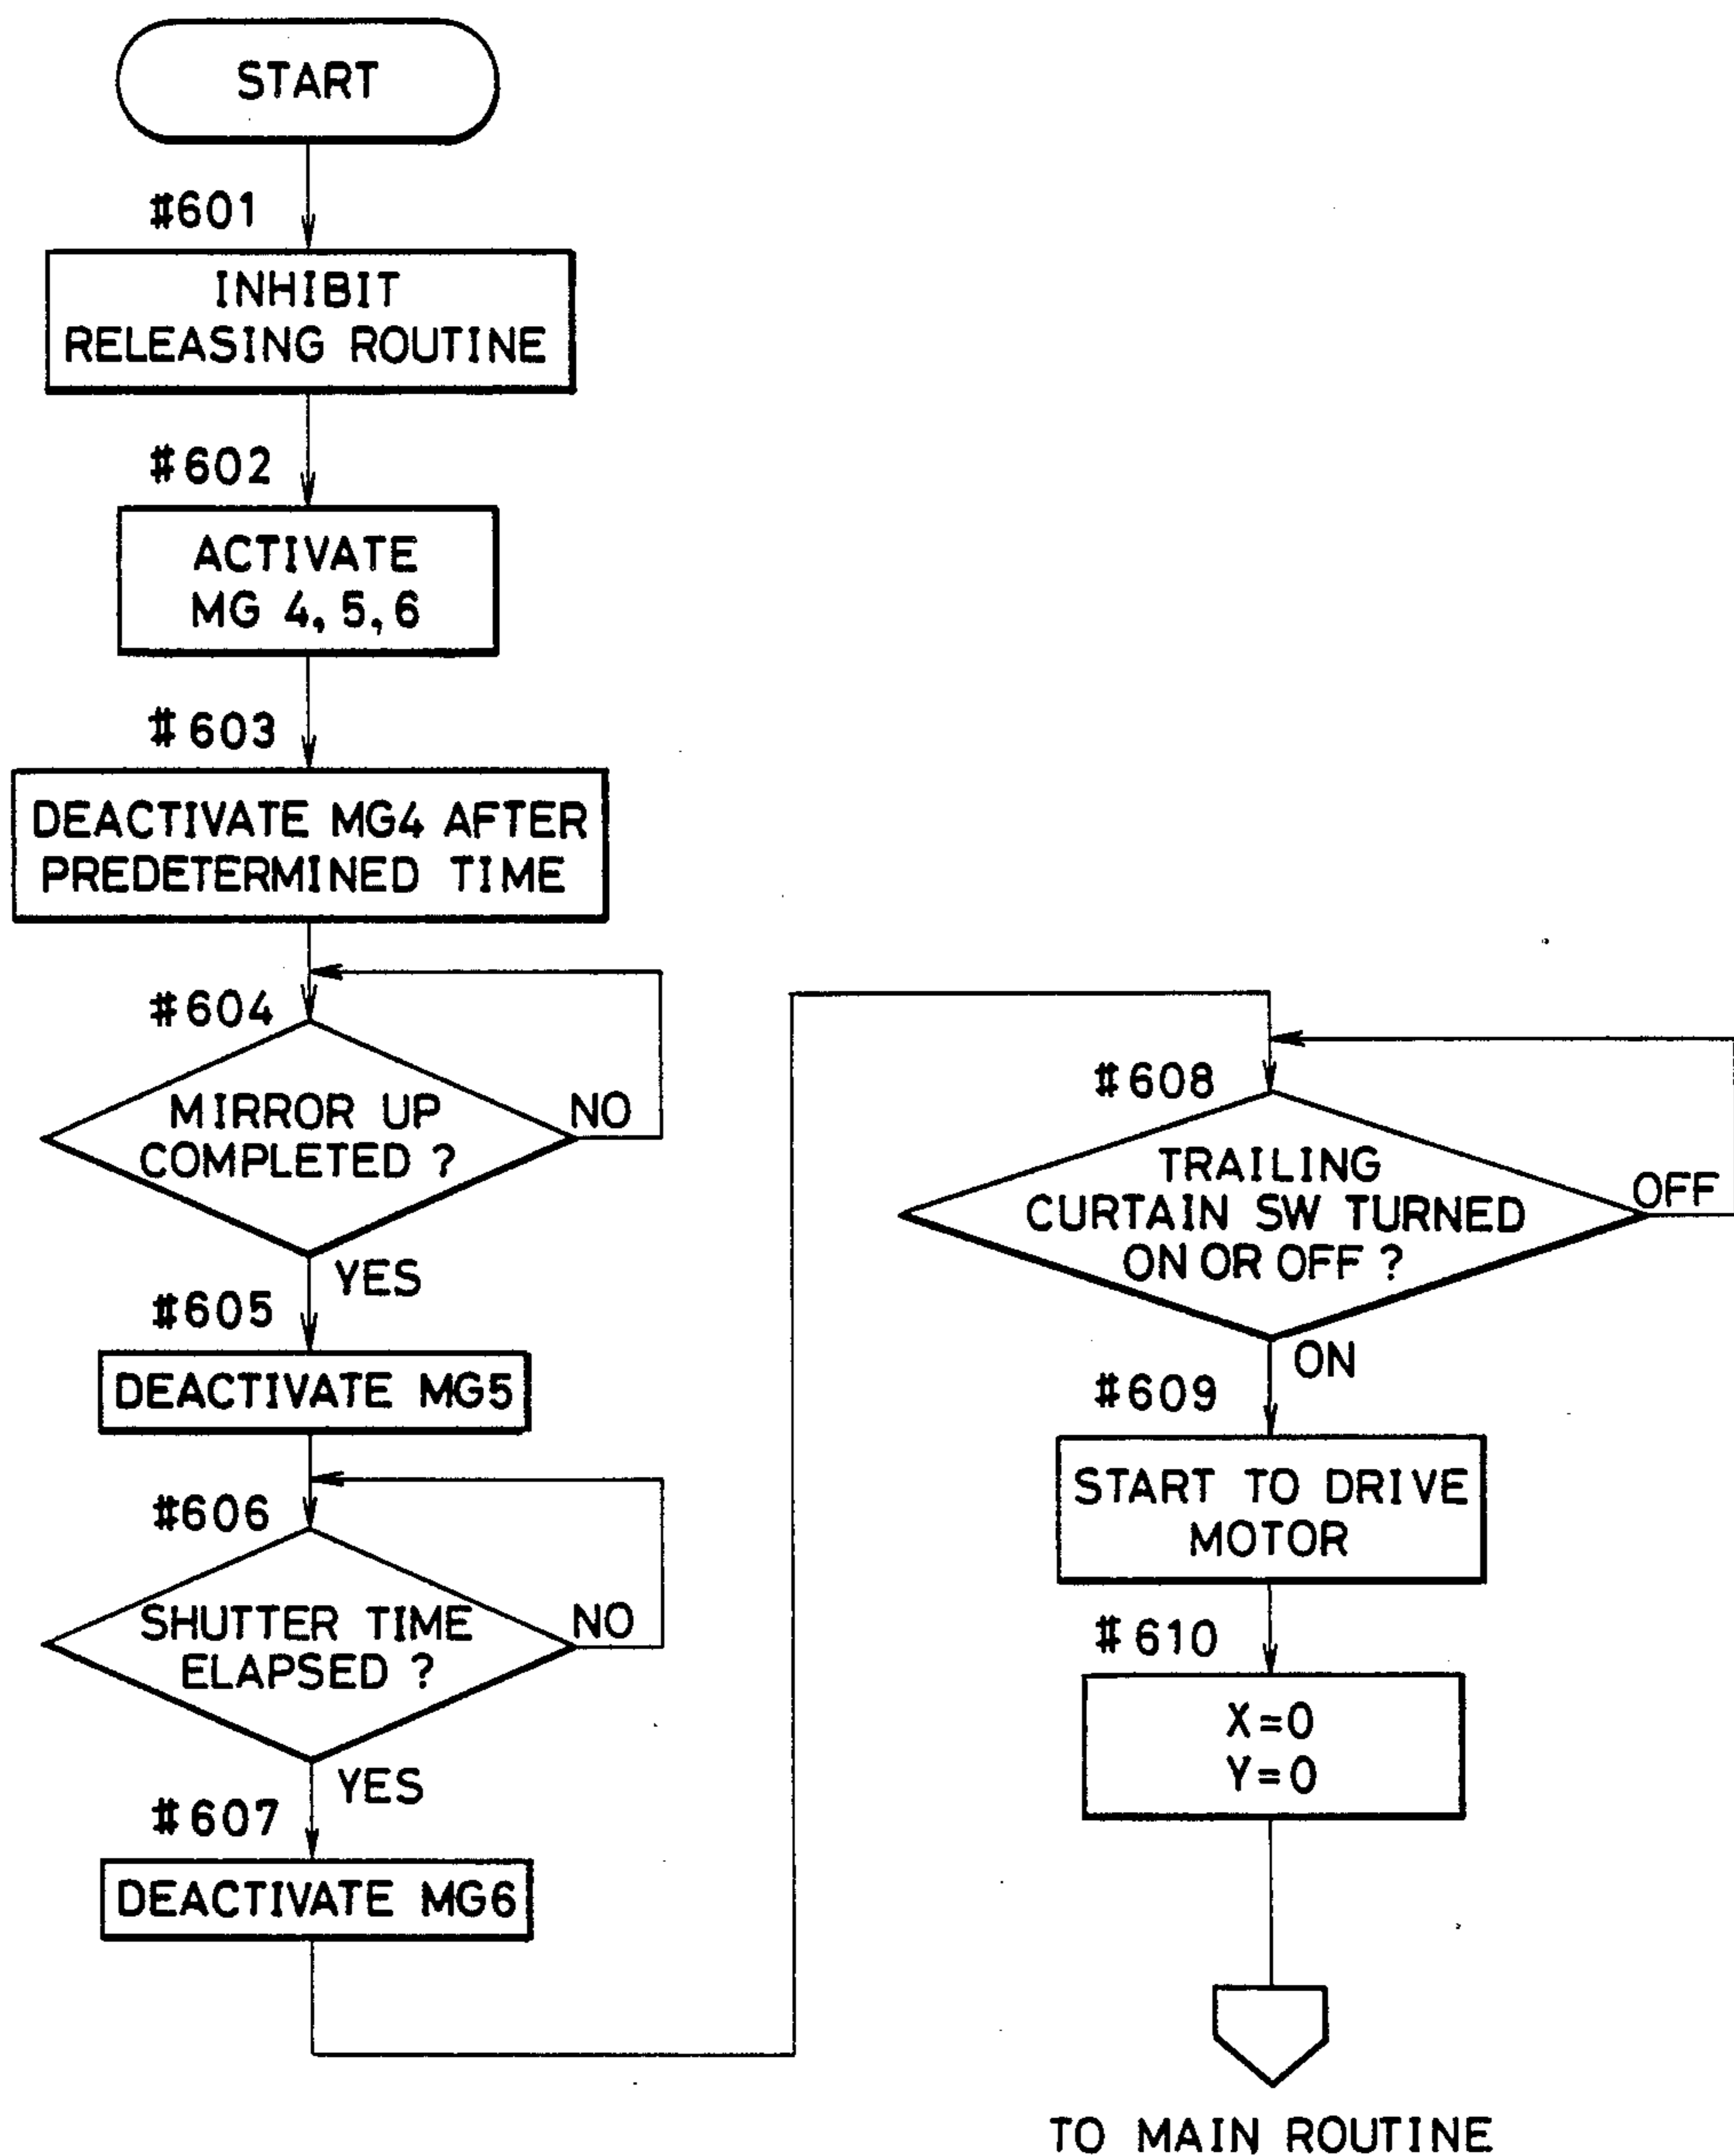 START
#601
INHIBIT
RELEASING ROUTINE
#602
ACTIVATE
MG 4, 5, 6
#603
DEACTIVATE MG4 AFTER
PREDETERMINED TIME
#604
MIRROR UP
COMPLETED ?
NO
YES
#605
DEACTIVATE MG5
#606
SHUTTER TIME
ELAPSED ?
NO
YES
#607
DEACTIVATE MG6
#608
TRAILING
CURTAIN SW TURNED
ON OR OFF ?
OFF
ON
#609
START TO DRIVE
MOTOR
#610
X=0
Y=0
TO MAIN ROUTINE